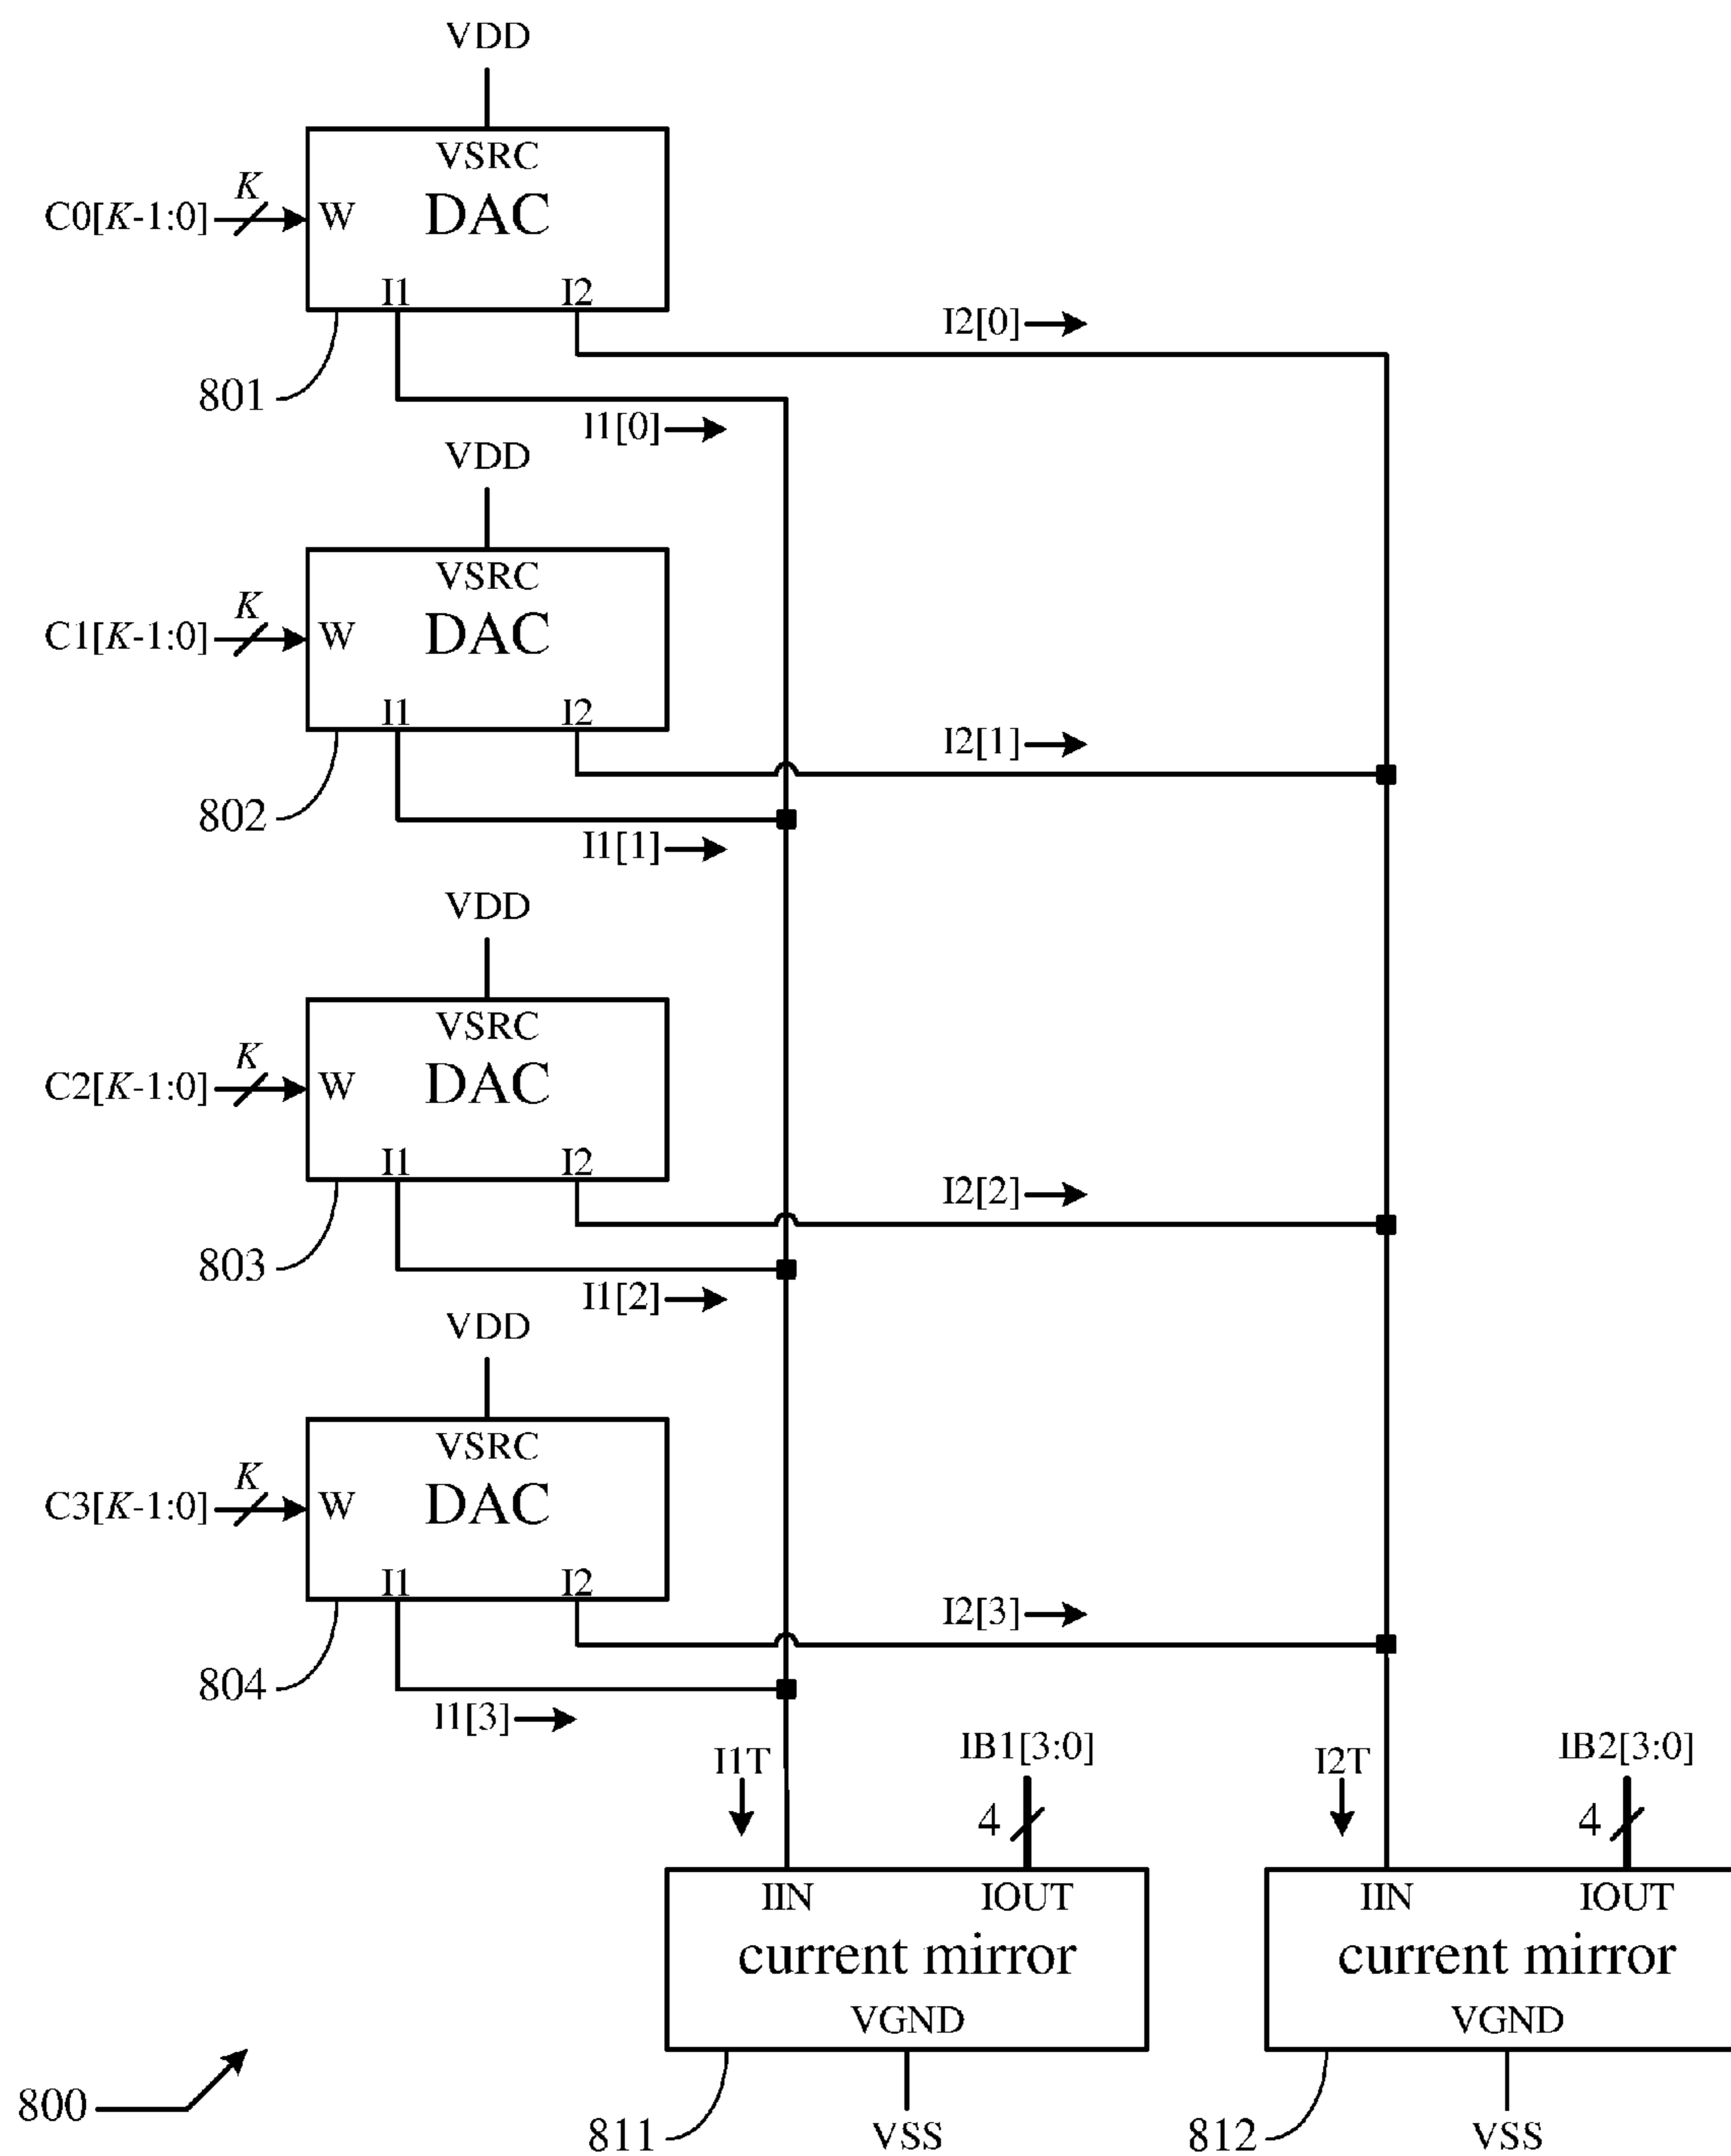 VDD
VSRC
K
C0[K-1:0]
W
DAC
I1
I2
I2[0]
801
I1[0]
VDD
VSRC
K
C1[K-1:0]
W
DAC
I1
I2
I2[1]
802
I1[1]
VDD
VSRC
K
C2[K-1:0]
W
DAC
I1
I2
I2[2]
803
I1[2]
VDD
VSRC
K
C3[K-1:0]
W
DAC
I1
I2
I2[3]
804
I1[3]
I1T
IB1[3:0]
I2T
IB2[3:0]
4
4
IIN
IOUT
IIN
IOUT
current mirror
current mirror
VGND
VGND
800
811
VSS
812
VSS